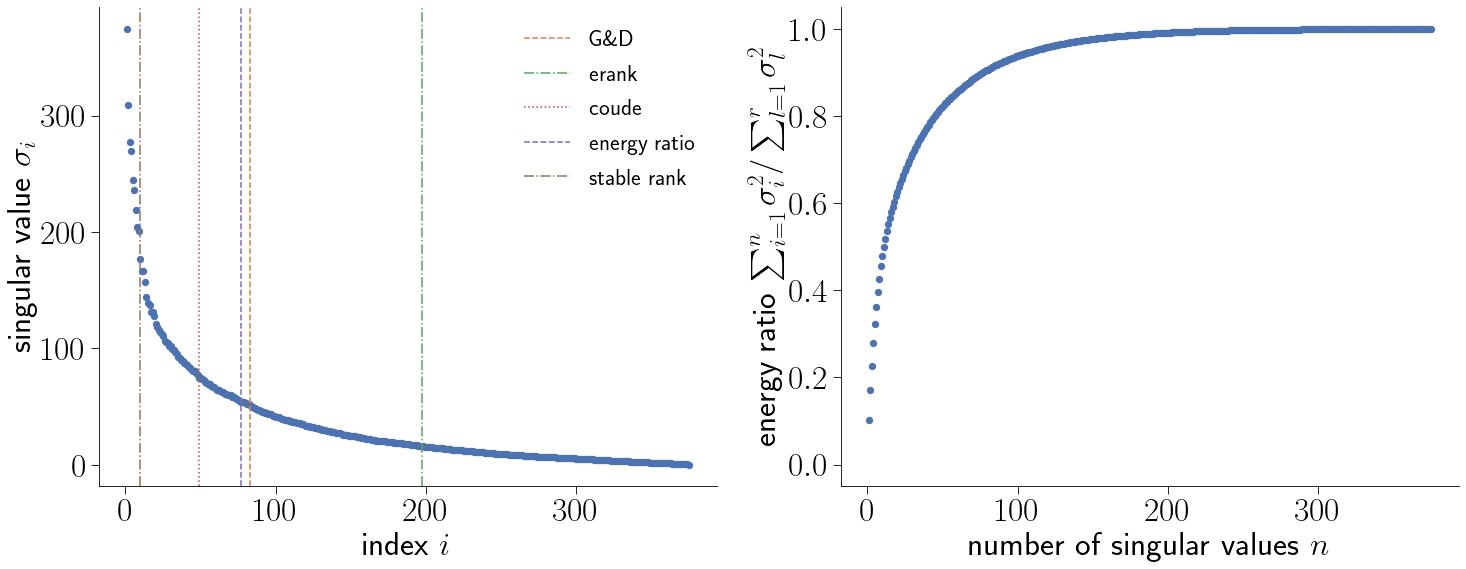 singular value σ_i
300
200
100
0
0 100 200 300
index i
G&D
erank
coude
energy ratio
stable rank
energy ratio ∑_{i=1}^{n} σ_i^2 / ∑_{l=1}^{r} σ_l^2
1.0
0.8
0.6
0.4
0.2
0.0
0 100 200 300
number of singular values n